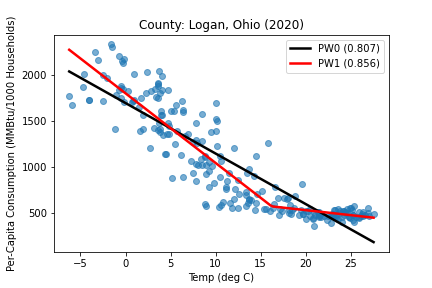 County: Logan, Ohio (2020)
PW0 (0.807)
PW1 (0.856)
Per-Capita Consumption (MMBtu/1000 Households)
2000
1500
1000
500
−5 0 5 10 15 20 25
Temp (deg C)